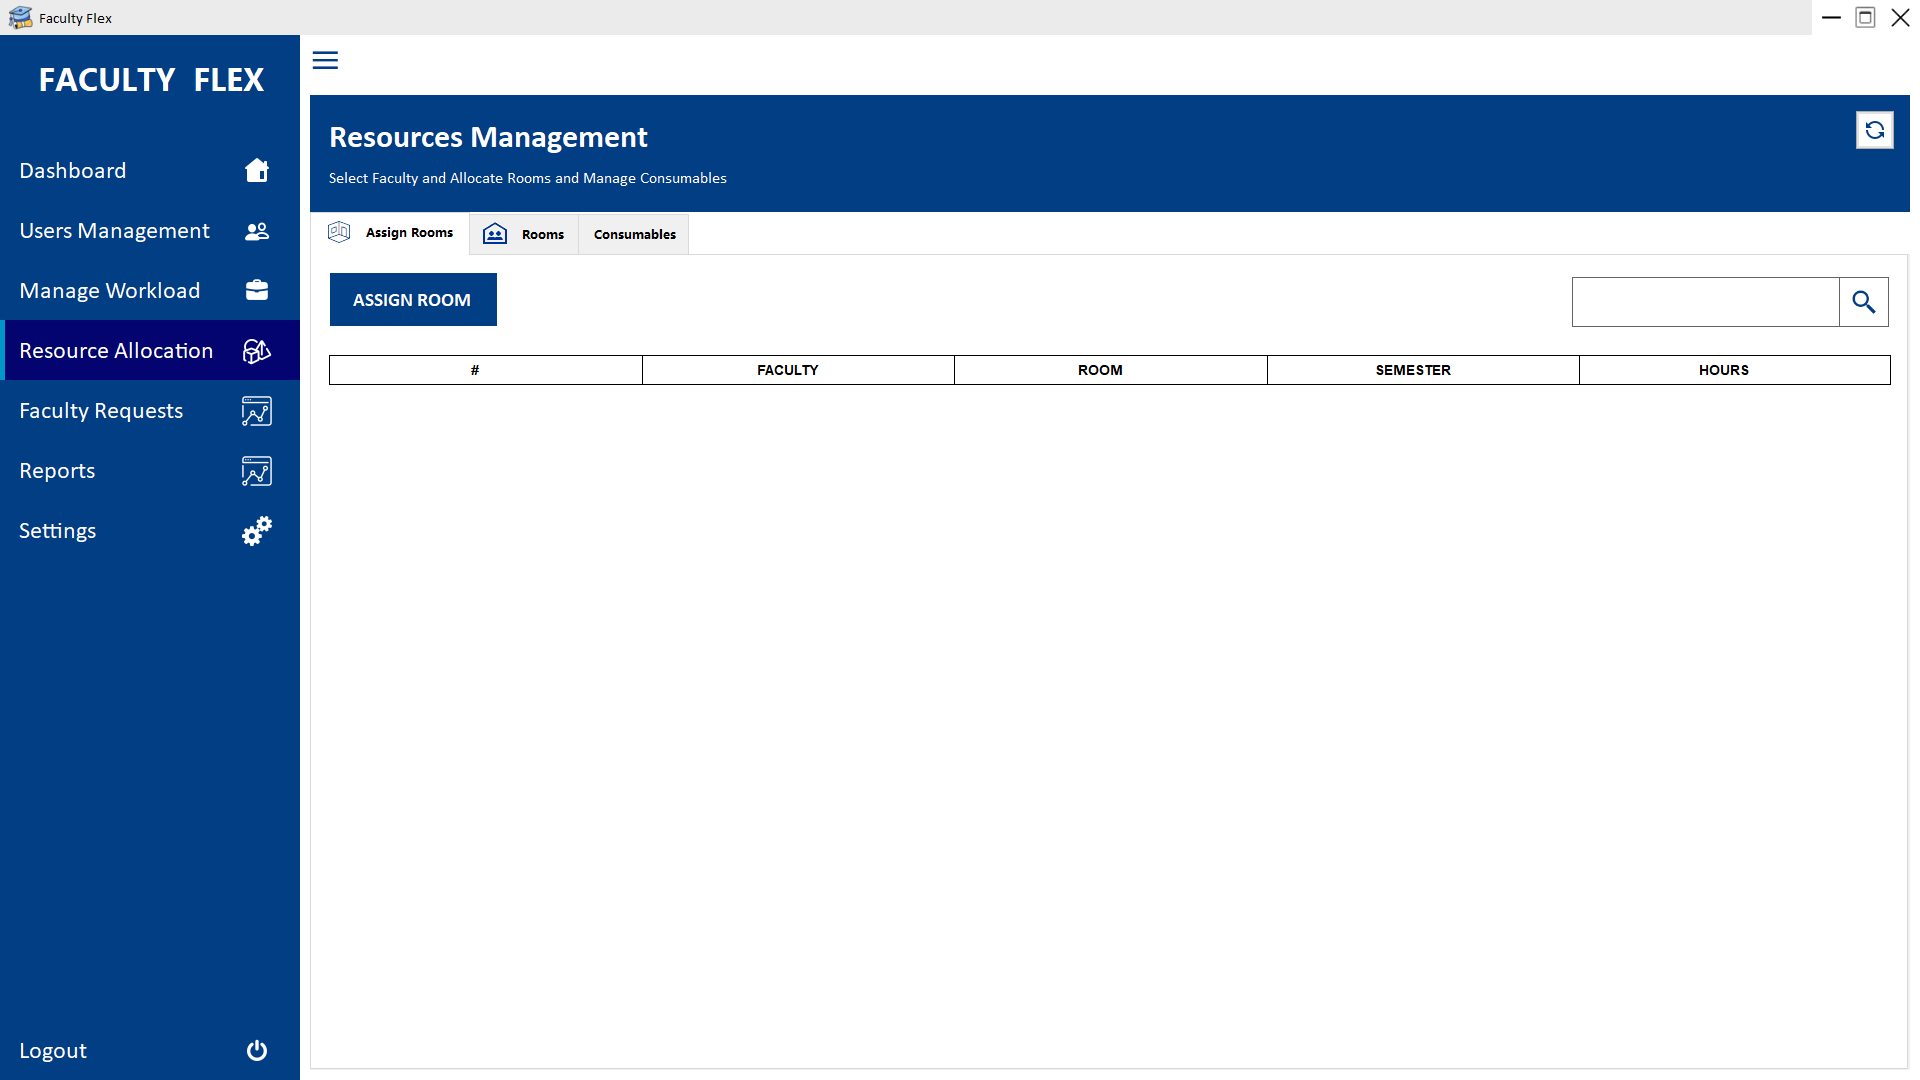 Faculty Flex
FACULTY FLEX
Dashboard
Users Management
Manage Workload
Resource Allocation
Faculty Requests
Reports
Settings
Logout
Resources Management
Select Faculty and Allocate Rooms and Manage Consumables
Assign Rooms Rooms Consumables
ASSIGN ROOM
# FACULTY ROOM SEMESTER HOURS